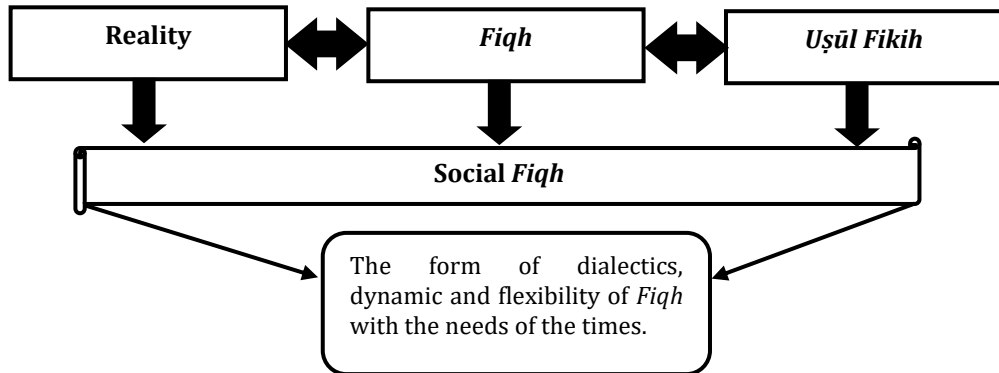 Reality
Fiqh
Uṣūl Fikih
Social Fiqh
The form of dialectics,
dynamic and flexibility of Fiqh
with the needs of the times.